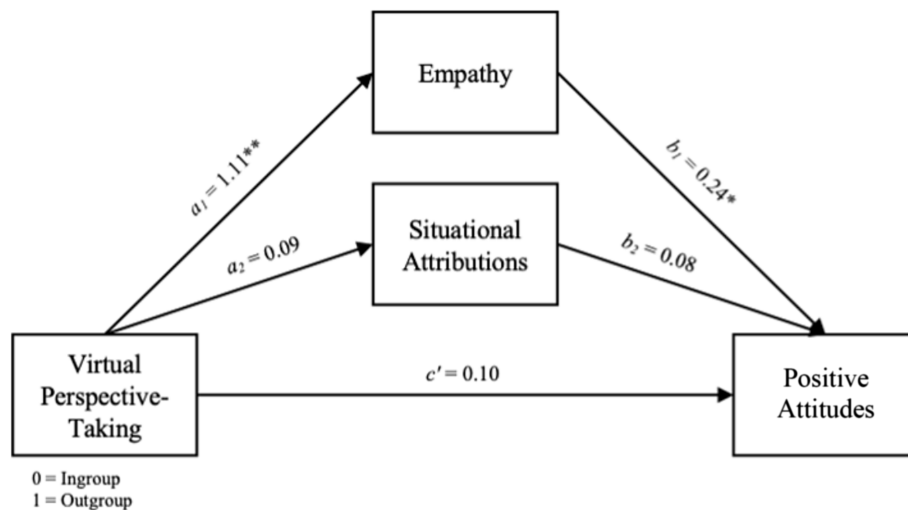 Empathy
a₁ = 1.11**
b₁ = 0.24*
Situational
Attributions
a₂ = 0.09
b₂ = 0.08
Virtual
Perspective-
Taking
c′ = 0.10
Positive
Attitudes
0 = Ingroup
1 = Outgroup